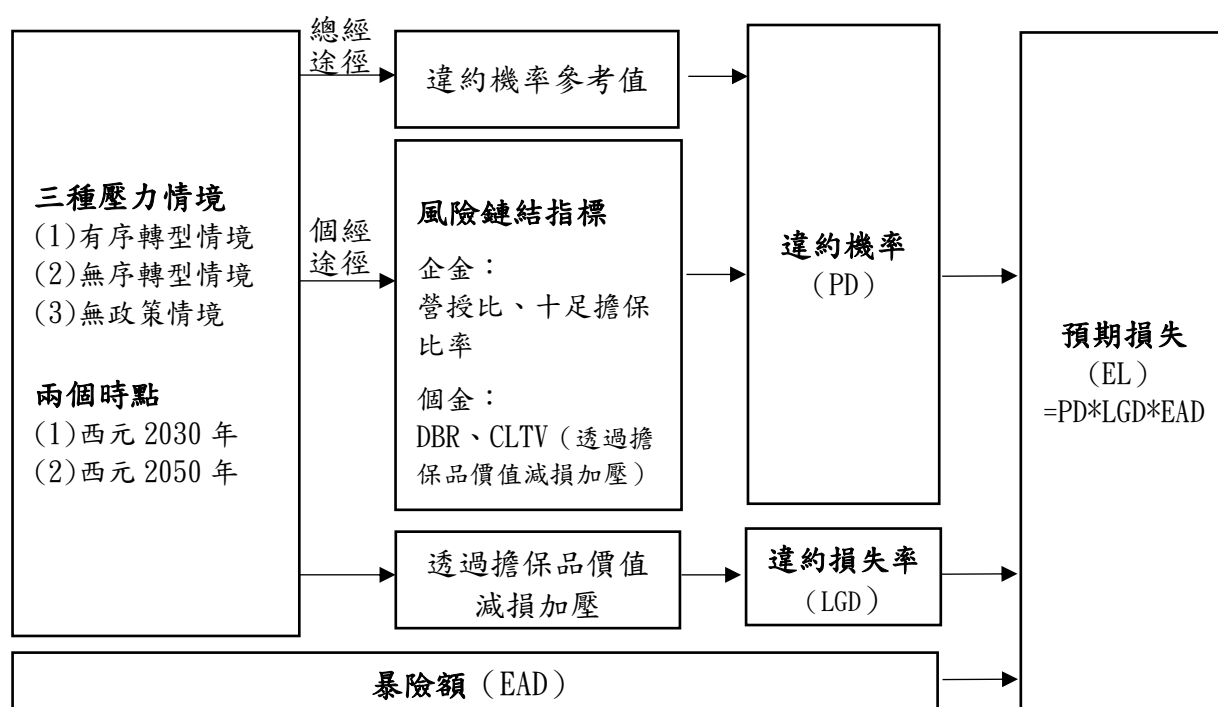 三種壓力情境
(1)有序轉型情境
(2)無序轉型情境
(3)無政策情境
兩個時點
(1)西元 2030 年
(2)西元 2050 年
總經
途徑
個經
途徑
違約機率參考值
風險鏈結指標
企金：
營授比、十足擔保
比率
個金：
DBR、CLTV（透過擔
保品價值減損加壓）
透過擔保品價值
減損加壓
違約機率
（PD）
違約損失率
（LGD）
暴險額（EAD）
預期損失
（EL）
=PD*LGD*EAD